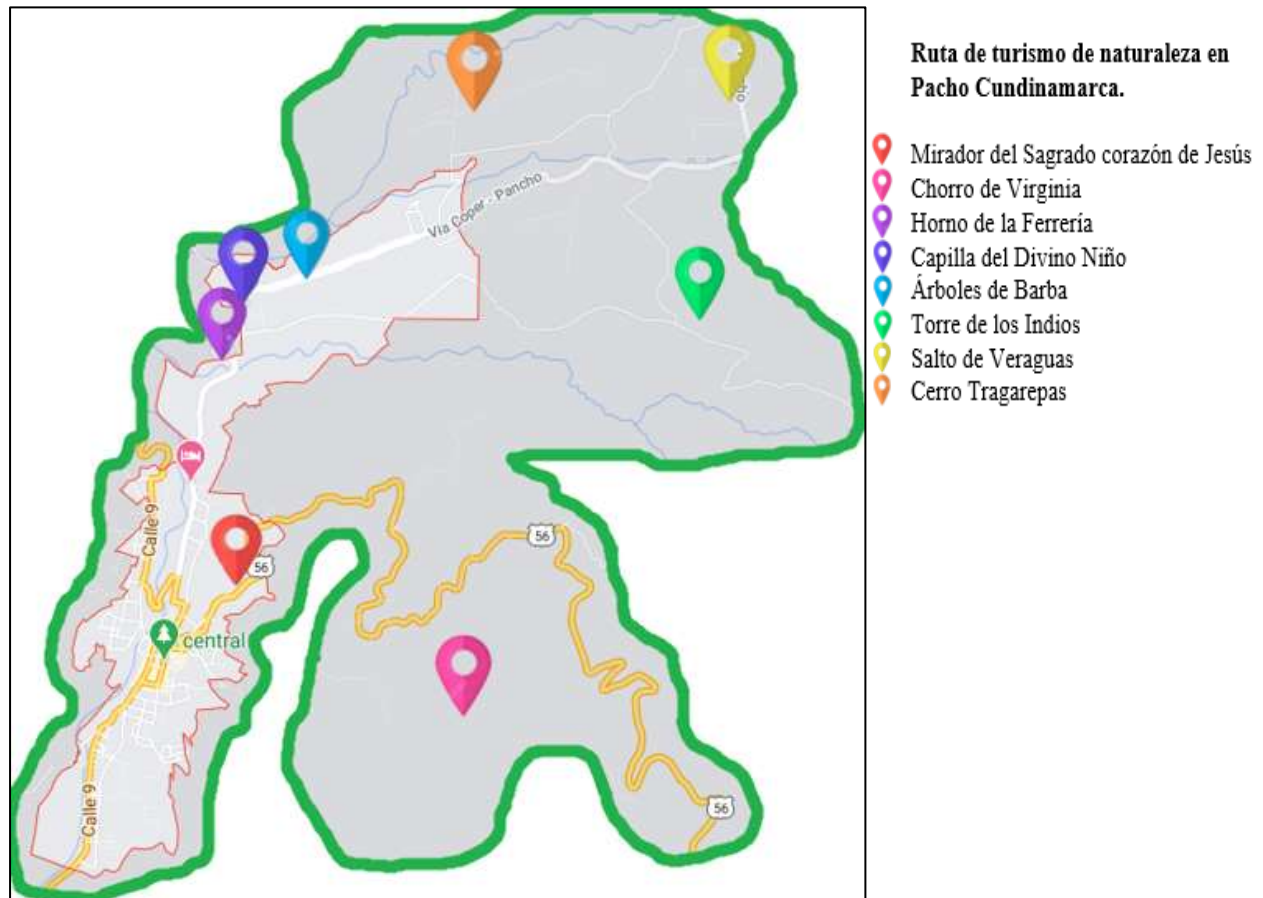 Ruta de turismo de naturaleza en
Pacho Cundinamarca.
Mirador del Sagrado corazón de Jesús
Chorro de Virginia
Horno de la Ferrería
Capilla del Divino Niño
Árboles de Barba
Torre de los Indios
Salto de Veraguas
Cerro Tragarepas
Vía Coper - Pancho
Calle 9
56
56
central
Calle 9
56